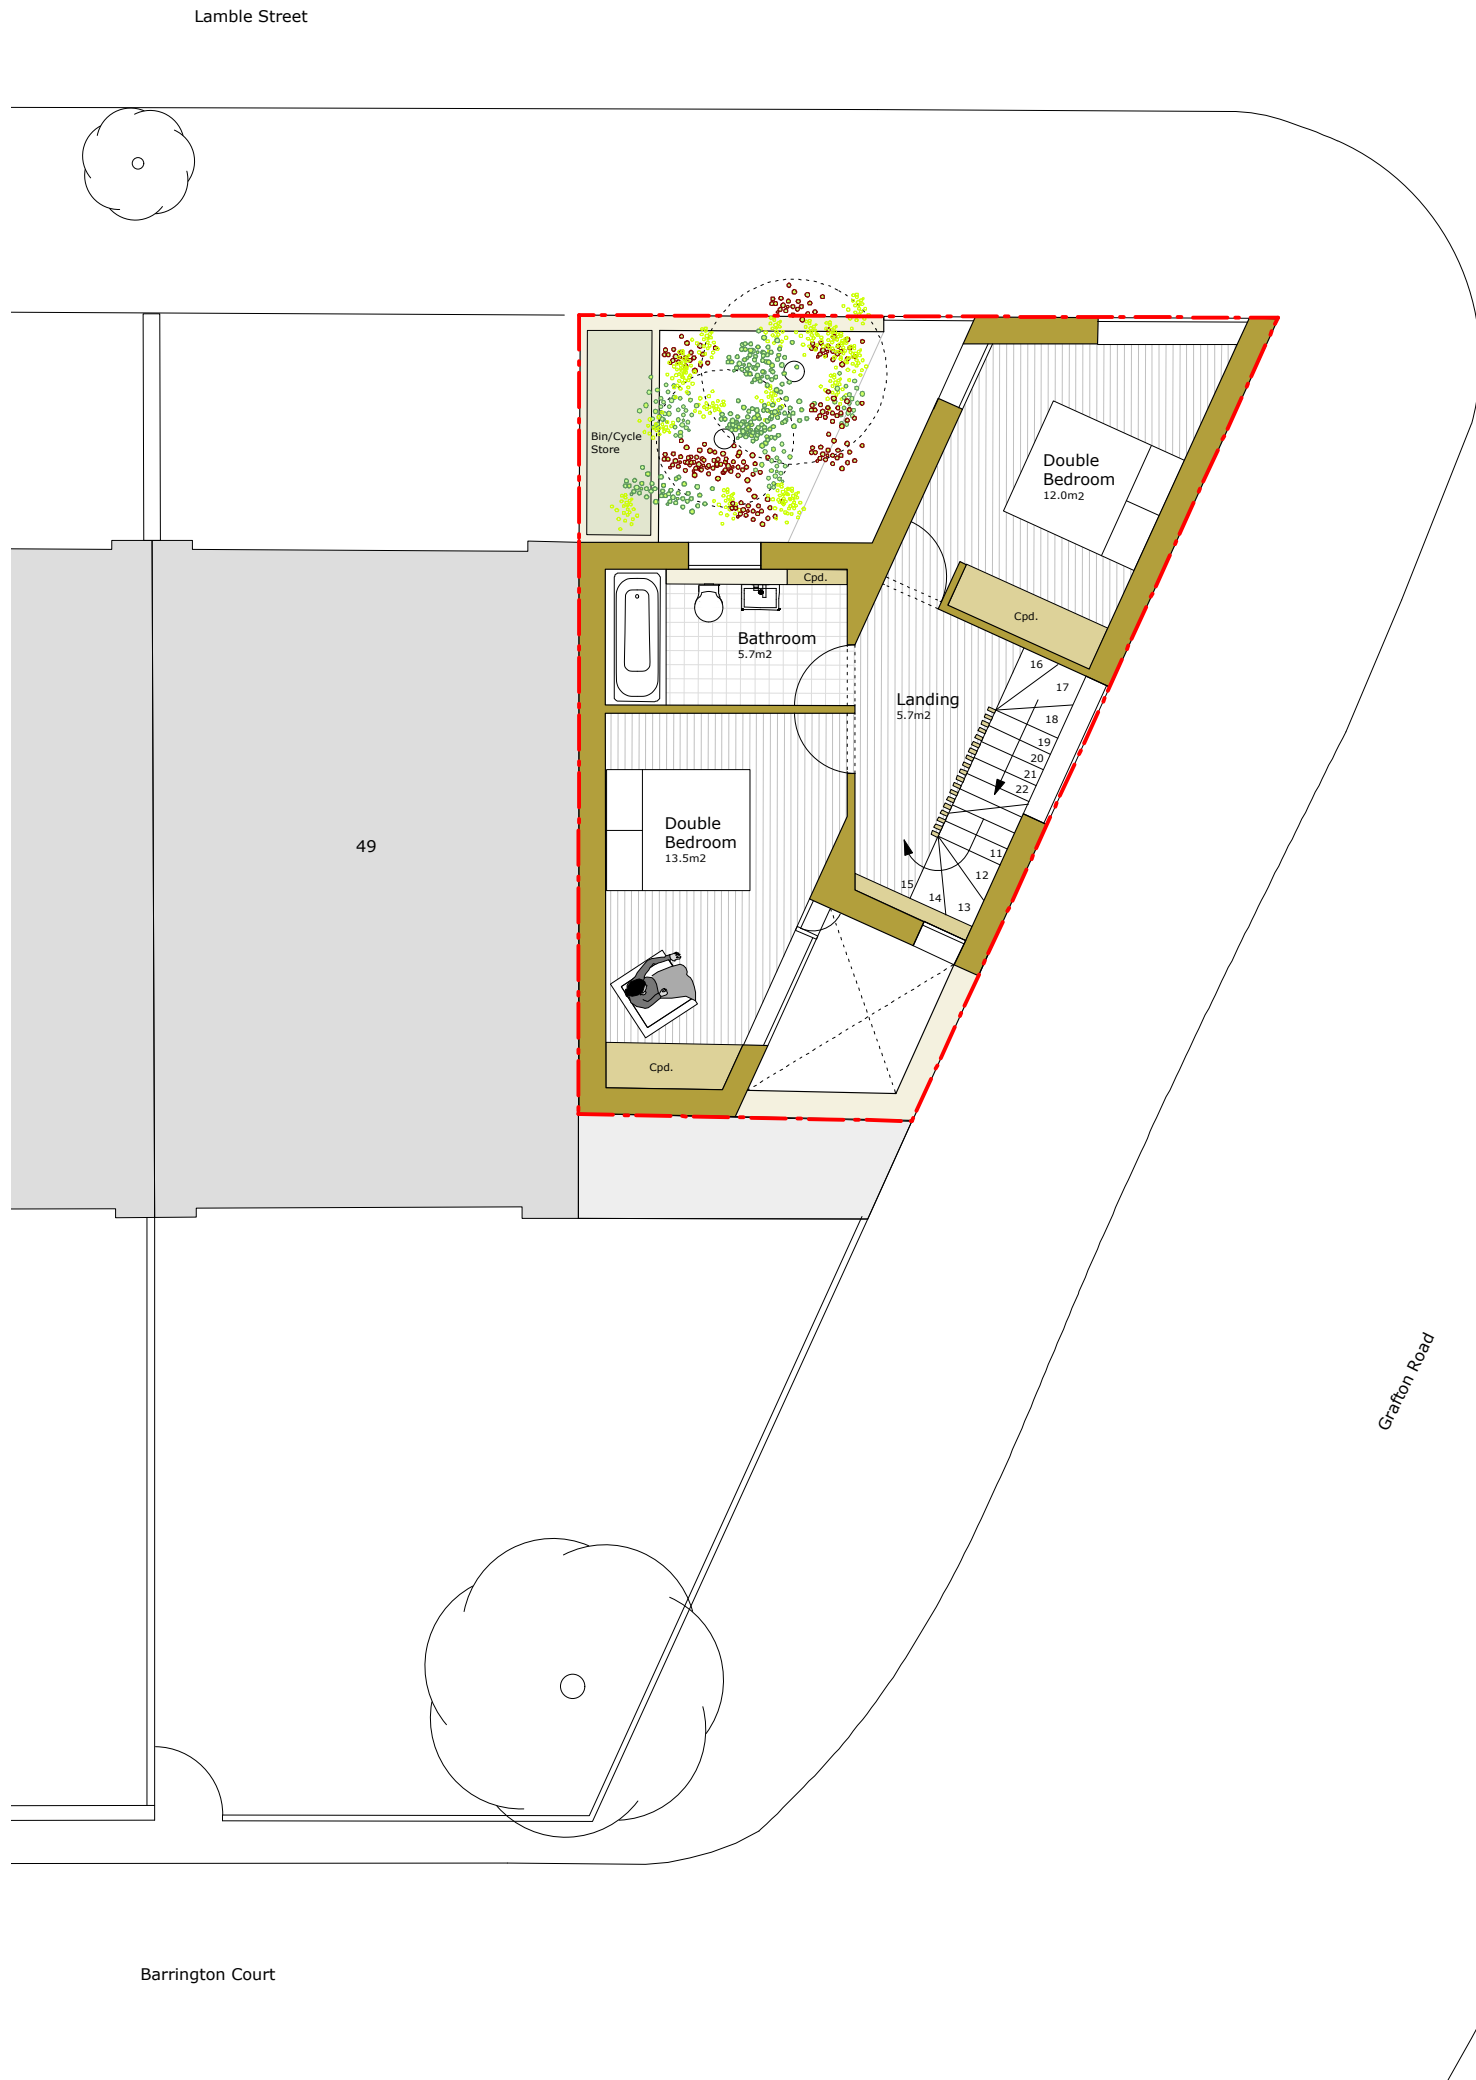 Lamble Street
Bin/Cycle
Store
Double
Bedroom
12.0m2
Cpd.
Cpd.
Bathroom
5.7m2
Landing
5.7m2
16
17
18
19
20
21
22
49
Double
Bedroom
13.5m2
11
12
13
14
15
Cpd.
Grafton Road
Barrington Court